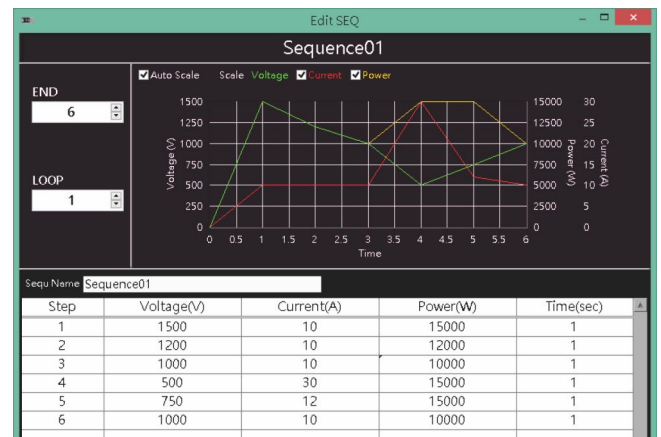 Edit SEQ
Sequence01
Auto Scale Scale Voltage Current Power
END
6
LOOP
1
1500 15000 30
1250 12500 25
1000 10000 20
750 7500 15
500 5000 10
250 2500 5
0 0 0
Voltage (V)
Power (W)
Current (A)
0 0.5 1 1.5 2 2.5 3 3.5 4 4.5 5 5.5 6
Time
Sequ Name Sequence01
Step Voltage(V) Current(A) Power(W) Time(sec)
1 1500 10 15000 1
2 1200 10 12000 1
3 1000 10 10000 1
4 500 30 15000 1
5 750 12 15000 1
6 1000 10 10000 1